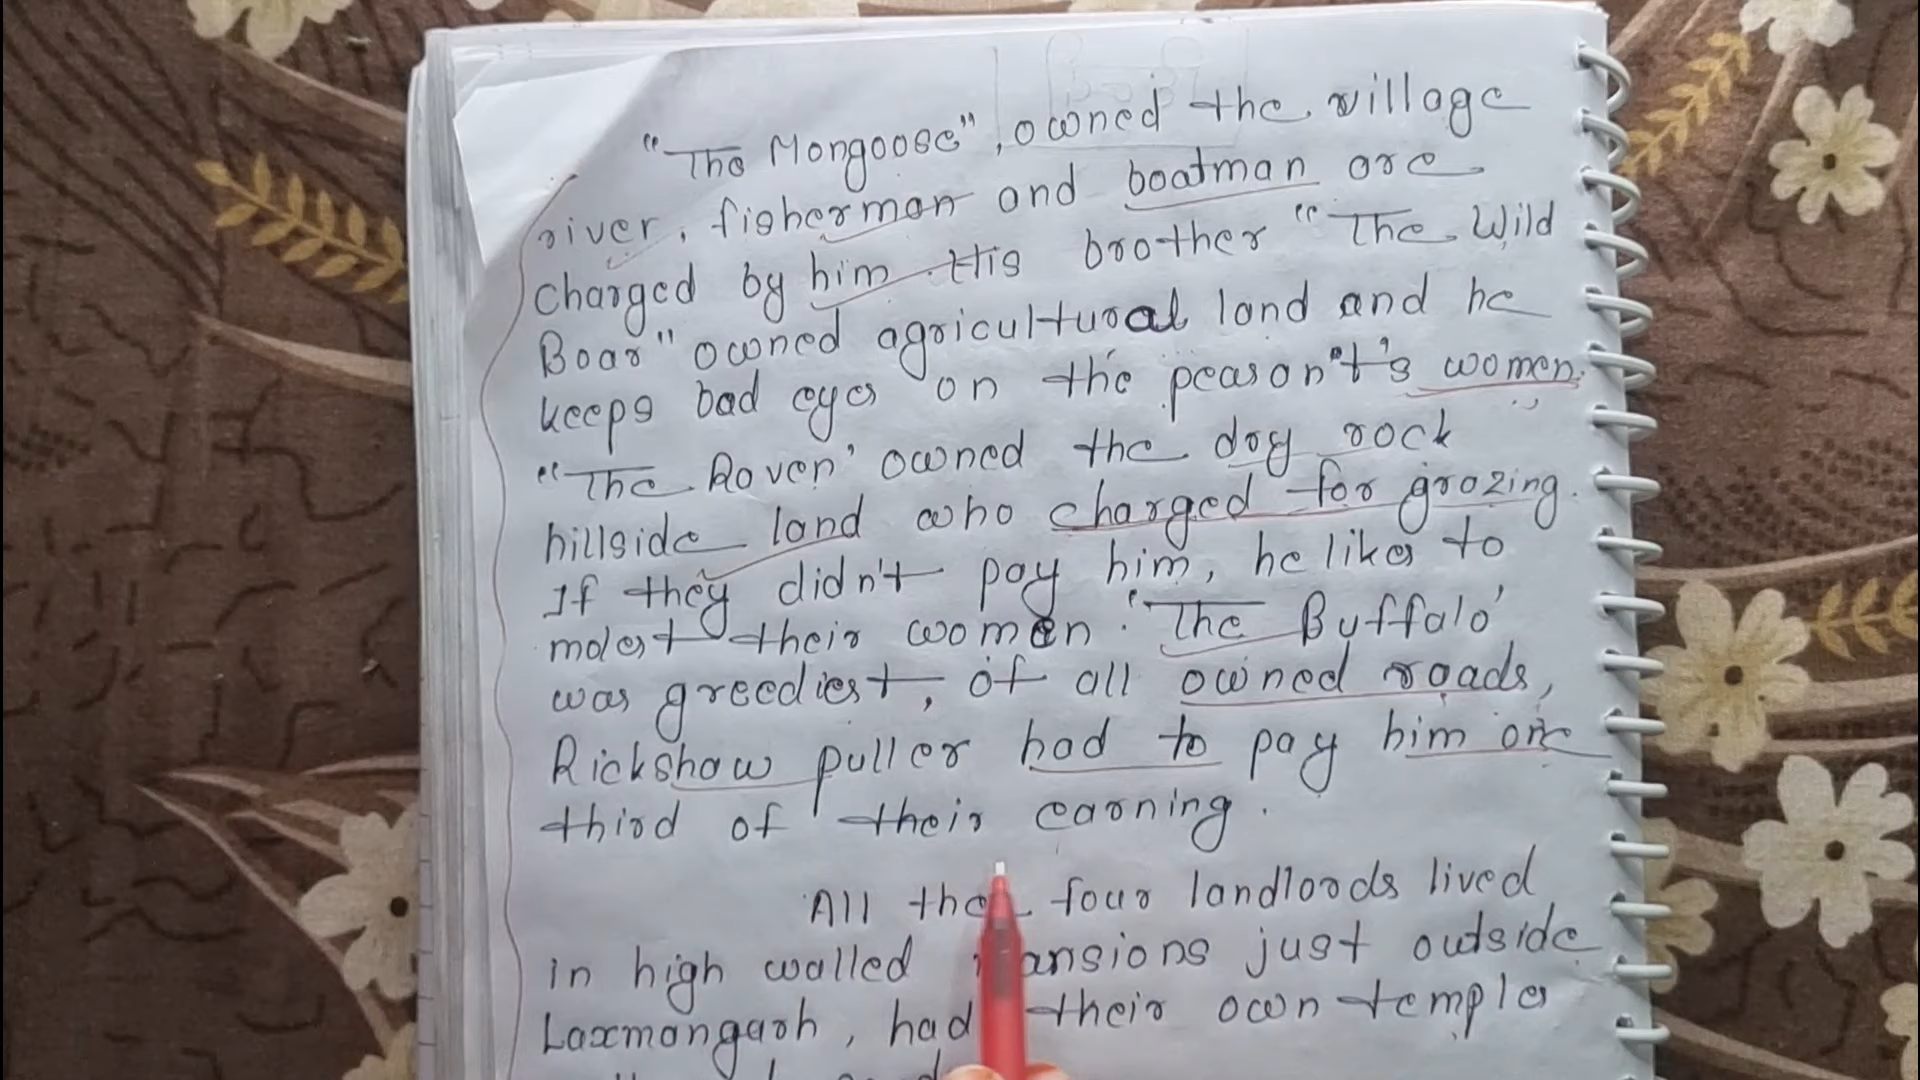 "The Mongoose", owned the village
river, fisherman and boatman are
charged by him. His brother "The Wild
Boar" owned agricultural land and he
keeps bad eyes on the peasant's women.
"The Raven' owned the dry rock
hillside land who charged for grazing.
If they didn't pay him, he likes to
molest their women. 'The Buffalo'
was greediest, of all owned roads,
Rickshaw puller had to pay him one
third of their earning.
All the four landlords lived
in high walled mansions just outside
Laxmangarh, had their own temples